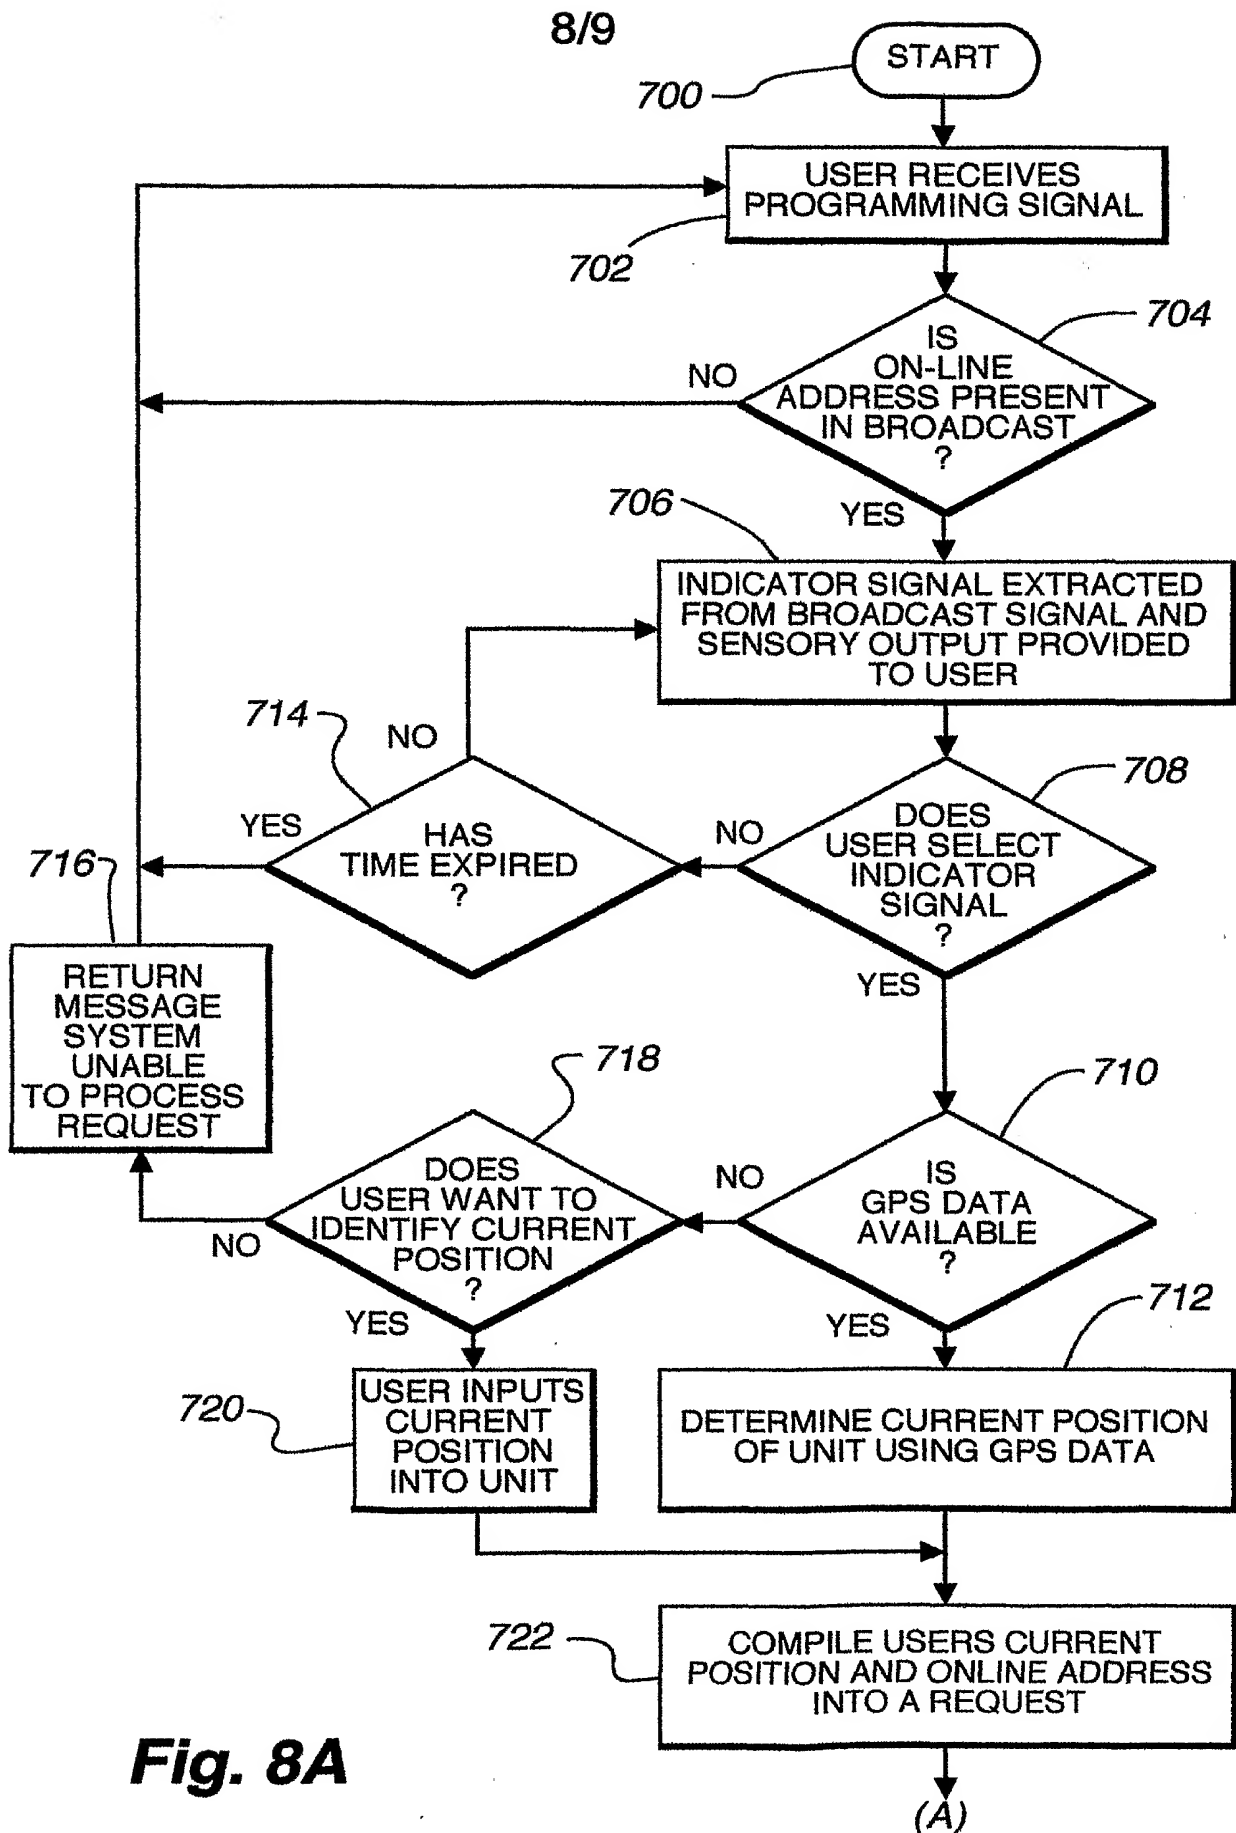 8/9
START
700
USER RECEIVES
PROGRAMMING SIGNAL
702
704
IS
ON-LINE
ADDRESS PRESENT
IN BROADCAST
?
NO
YES
706
INDICATOR SIGNAL EXTRACTED
FROM BROADCAST SIGNAL AND
SENSORY OUTPUT PROVIDED
TO USER
714
NO
YES
HAS
TIME EXPIRED
?
708
NO
DOES
USER SELECT
INDICATOR
SIGNAL
?
YES
716
RETURN
MESSAGE
SYSTEM
UNABLE
TO PROCESS
REQUEST
718
DOES
USER WANT TO
IDENTIFY CURRENT
POSITION
?
NO
YES
710
NO
IS
GPS DATA
AVAILABLE
?
YES
712
720
USER INPUTS
CURRENT
POSITION
INTO UNIT
DETERMINE CURRENT POSITION
OF UNIT USING GPS DATA
722
COMPILE USERS CURRENT
POSITION AND ONLINE ADDRESS
INTO A REQUEST
Fig. 8A
(A)